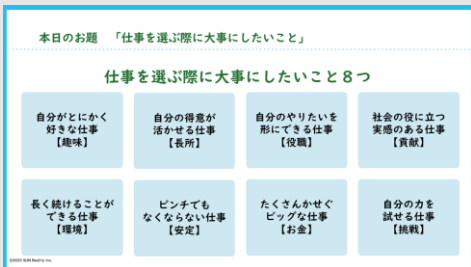 本日のお題 「仕事を選ぶ際に大事にしたいこと」
仕事を選ぶ際に大事にしたいこと８つ
自分がとにかく
好きな仕事
【趣味】
自分の得意が
活かせる仕事
【長所】
自分のやりたいを
形にできる仕事
【役職】
社会の役に立つ
実感のある仕事
【貢献】
長く続けることが
できる仕事
【環境】
ピンチでも
なくならない仕事
【安定】
たくさんかせぐ
ビッグな仕事
【お金】
自分の力を
試せる仕事
【挑戦】